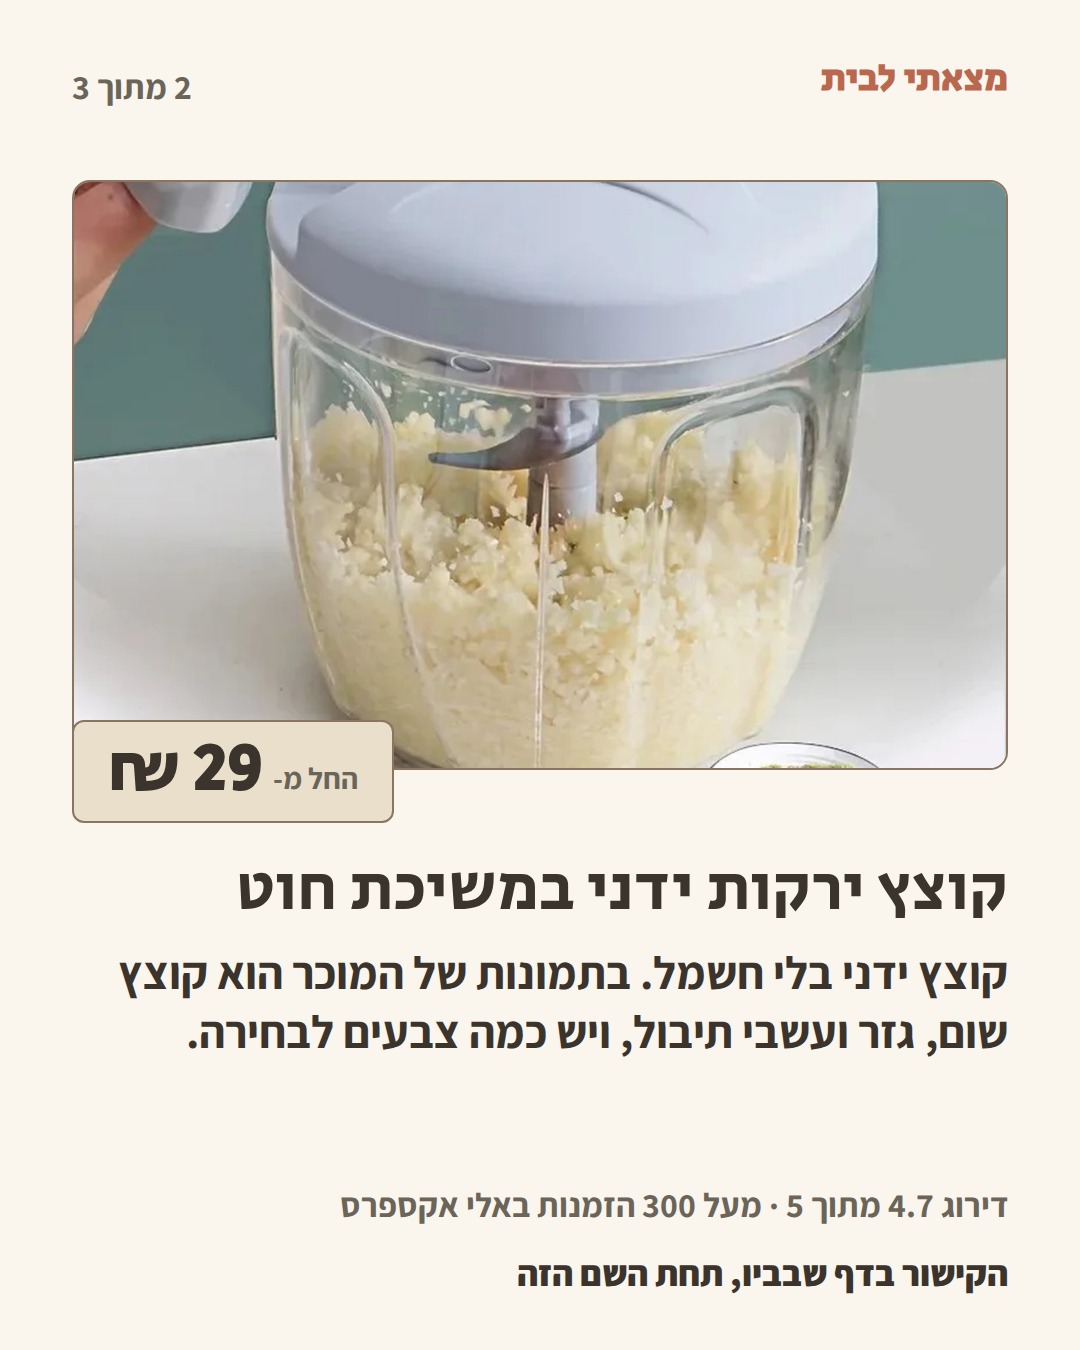 מצאתי לבית
2 מתוך 3
החל מ- 29 ₪
קוצץ ירקות ידני במשיכת חוט
קוצץ ידני בלי חשמל. בתמונות של המוכר הוא קוצץ
שום, גזר ועשבי תיבול, ויש כמה צבעים לבחירה.
דירוג 4.7 מתוך 5 · מעל 300 הזמנות באלי אקספרס
הקישור בדף שבביו, תחת השם הזה